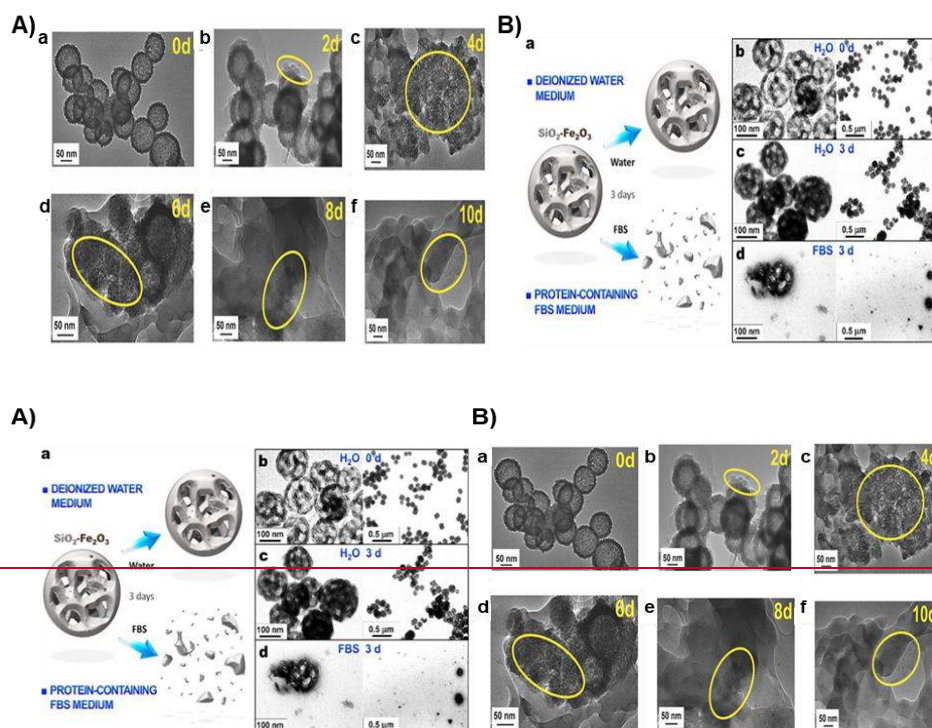 A)
B)
a
0d
b
2d
c
4d
50 nm
50 nm
50 nm
d
6d
e
8d
f
10d
50 nm
50 nm
50 nm
a
DEIONIZED WATER
MEDIUM
SiO2-Fe2O3
Water
3 days
FBS
PROTEIN-CONTAINING
FBS MEDIUM
b
H2O 0 d
100 nm
0.5 µm
c
H2O 3 d
100 nm
0.5 µm
d
FBS 3 d
100 nm
0.5 µm
A)
B)
a
DEIONIZED WATER
MEDIUM
SiO2-Fe2O3
Water
3 days
FBS
PROTEIN-CONTAINING
FBS MEDIUM
b
H2O 0 d
100 nm
0.5 µm
c
H2O 3 d
100 nm
0.5 µm
d
FBS 3 d
100 nm
0.5 µm
a
0d
b
2d
c
4d
50 nm
50 nm
50 nm
d
6d
e
8d
f
10d
50 nm
50 nm
50 nm